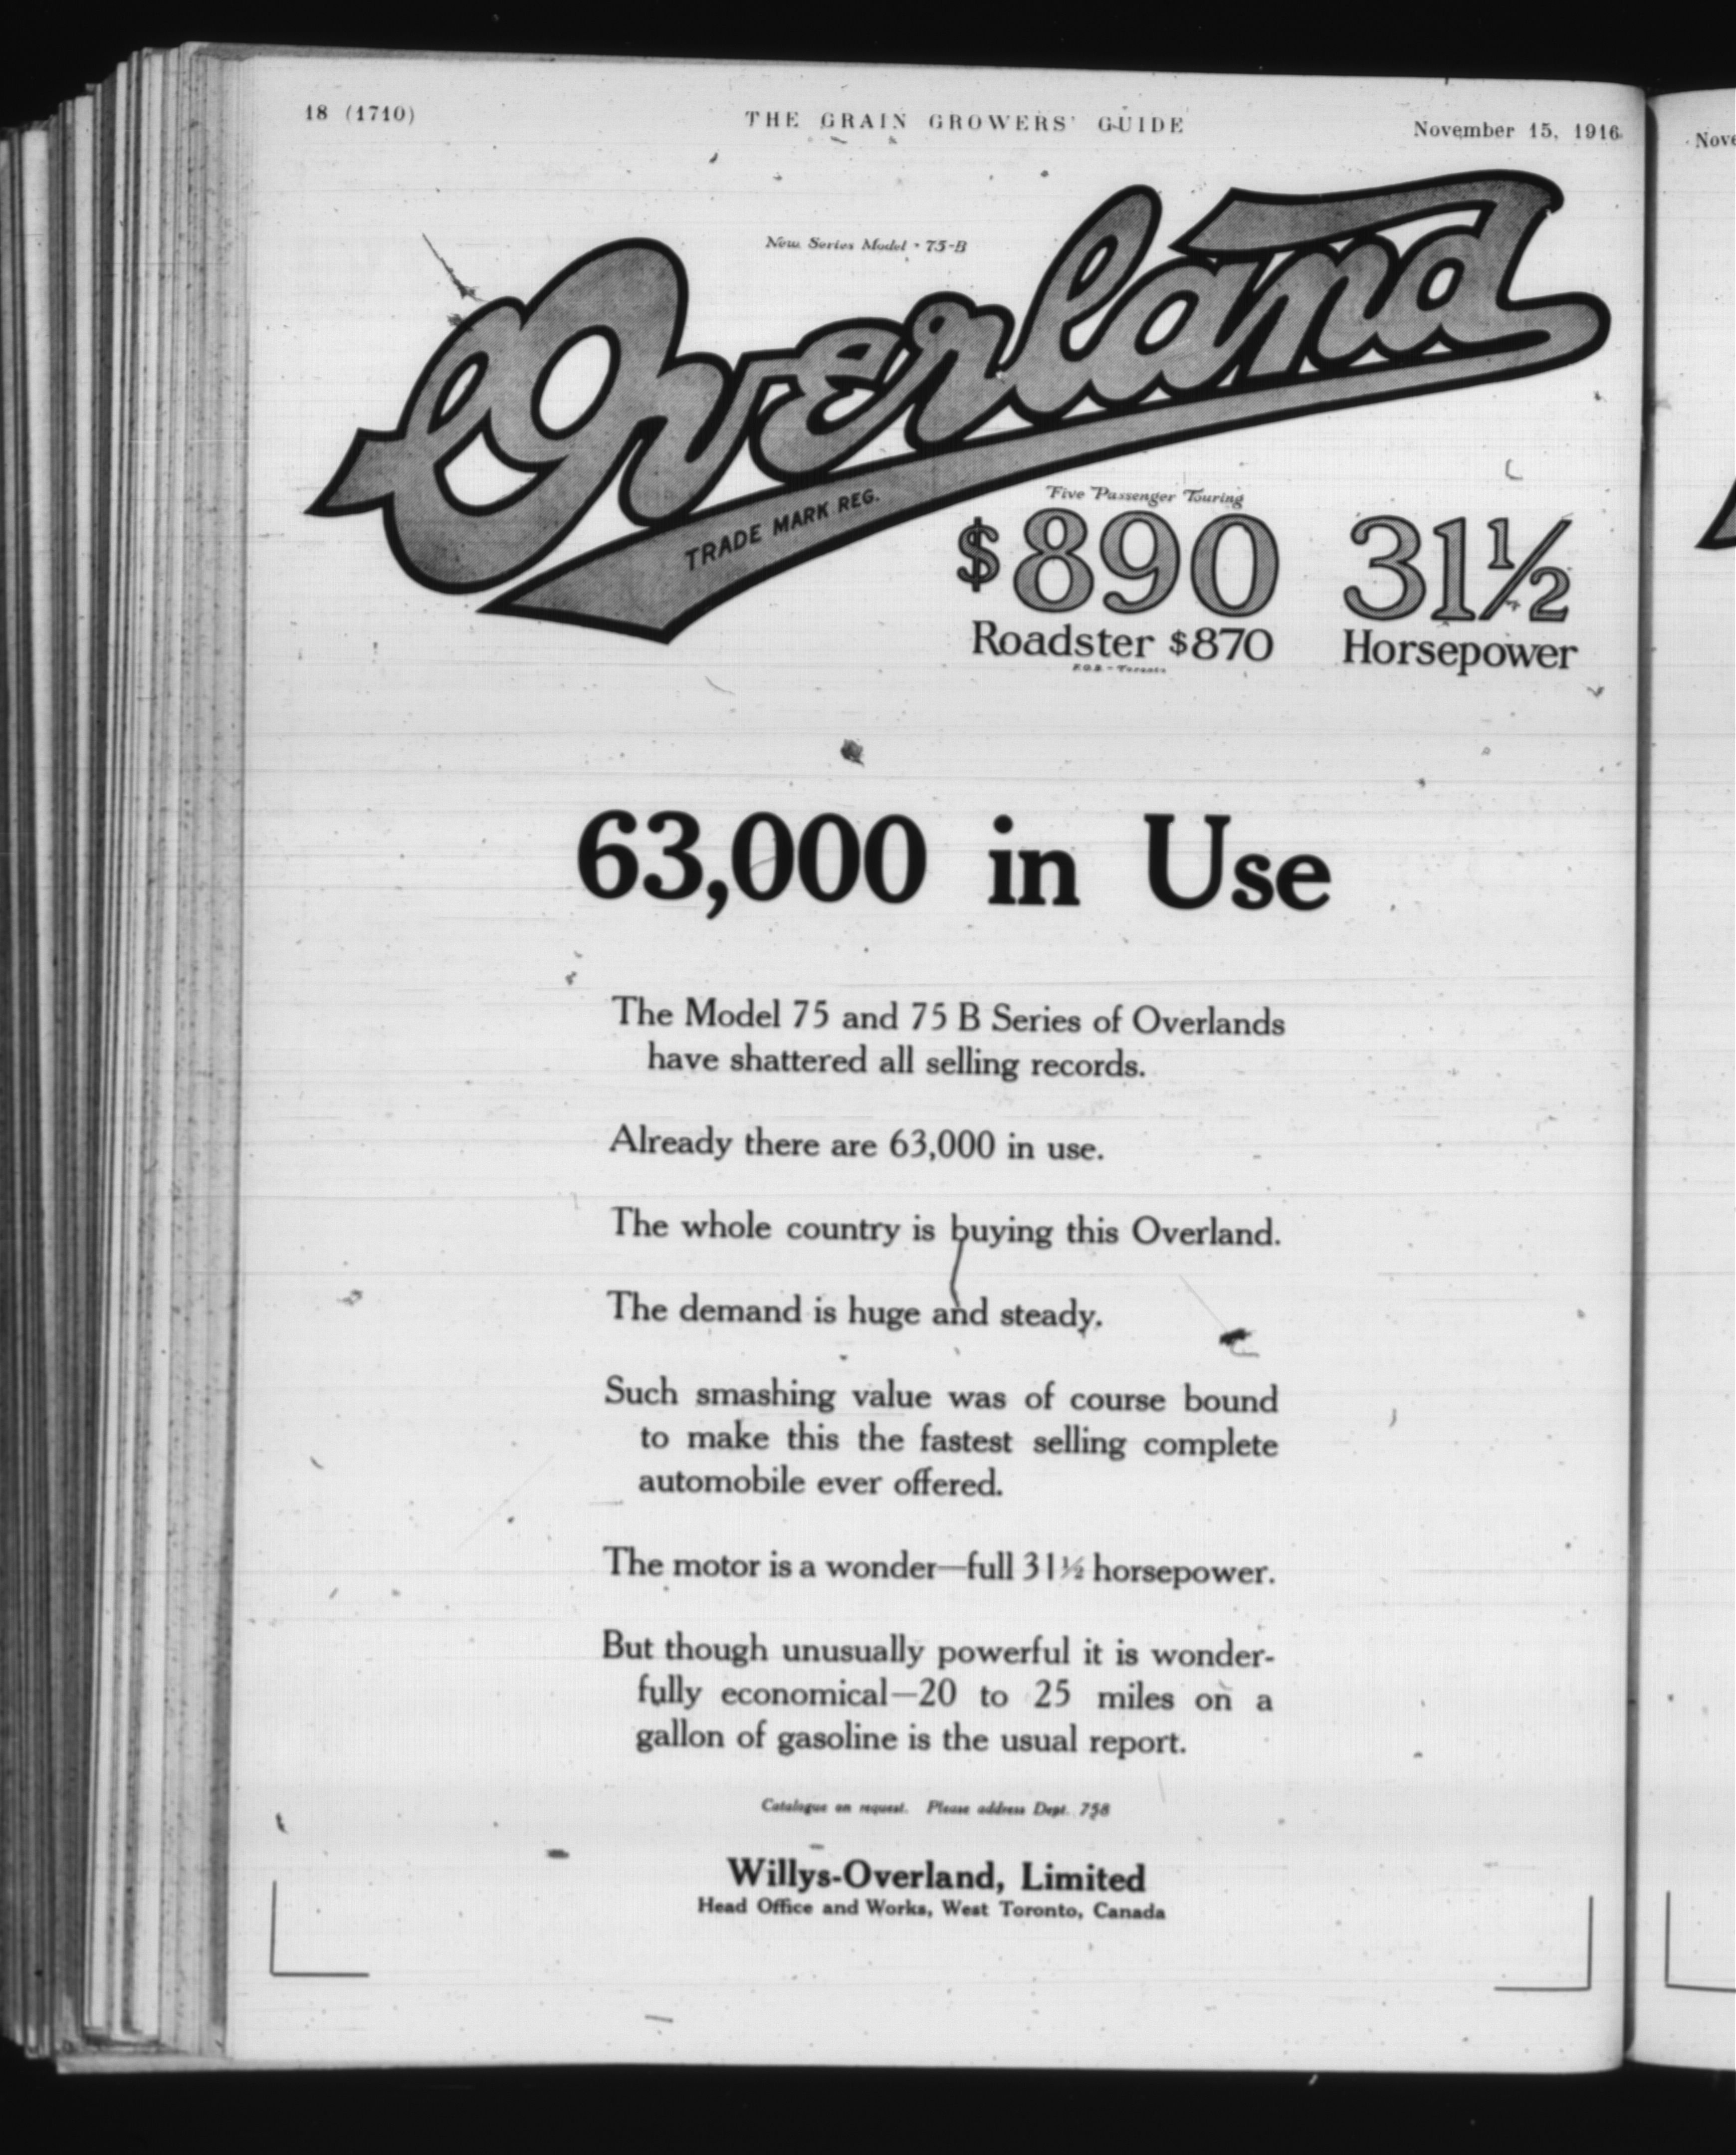 18 (1710)
THE GRAIN GROWERS' GUIDE
November 15, 1916
Nove
New Series Model • 75-B
Overland
TRADE MARK REG.
Five Passenger Touring
$890
31½
Roadster $870
Horsepower
F.O.B. - Toronto
63,000 in Use
The Model 75 and 75 B Series of Overlands
have shattered all selling records.
Already there are 63,000 in use.
The whole country is buying this Overland.
The demand is huge and steady.
Such smashing value was of course bound
to make this the fastest selling complete
automobile ever offered.
The motor is a wonder—full 31½ horsepower.
But though unusually powerful it is wonder-
fully economical—20 to 25 miles on a
gallon of gasoline is the usual report.
Catalogue on request. Please address Dept. 758
Willys-Overland, Limited
Head Office and Works, West Toronto, Canada